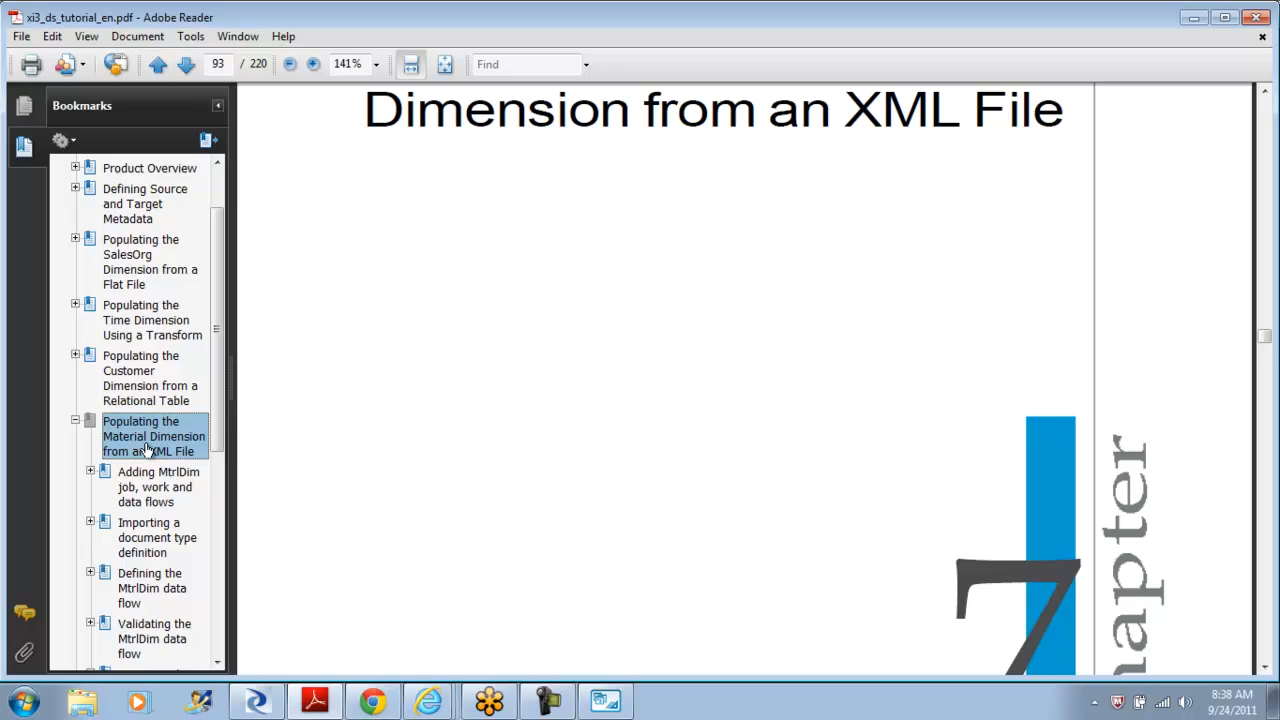 xi3_ds_tutorial_en.pdf - Adobe Reader
File Edit View Document Tools Window Help
93 / 220 141% Find
Bookmarks
Product Overview
Defining Source
and Target
Metadata
Populating the
SalesOrg
Dimension from a
Flat File
Populating the
Time Dimension
Using a Transform
Populating the
Customer
Dimension from a
Relational Table
Populating the
Material Dimension
from an XML File
Adding MtrlDim
job, work and
data flows
Importing a
document type
definition
Defining the
MtrlDim data
flow
Validating the
MtrlDim data
flow
Dimension from an XML File
7
hapter
8:38 AM
9/24/2011